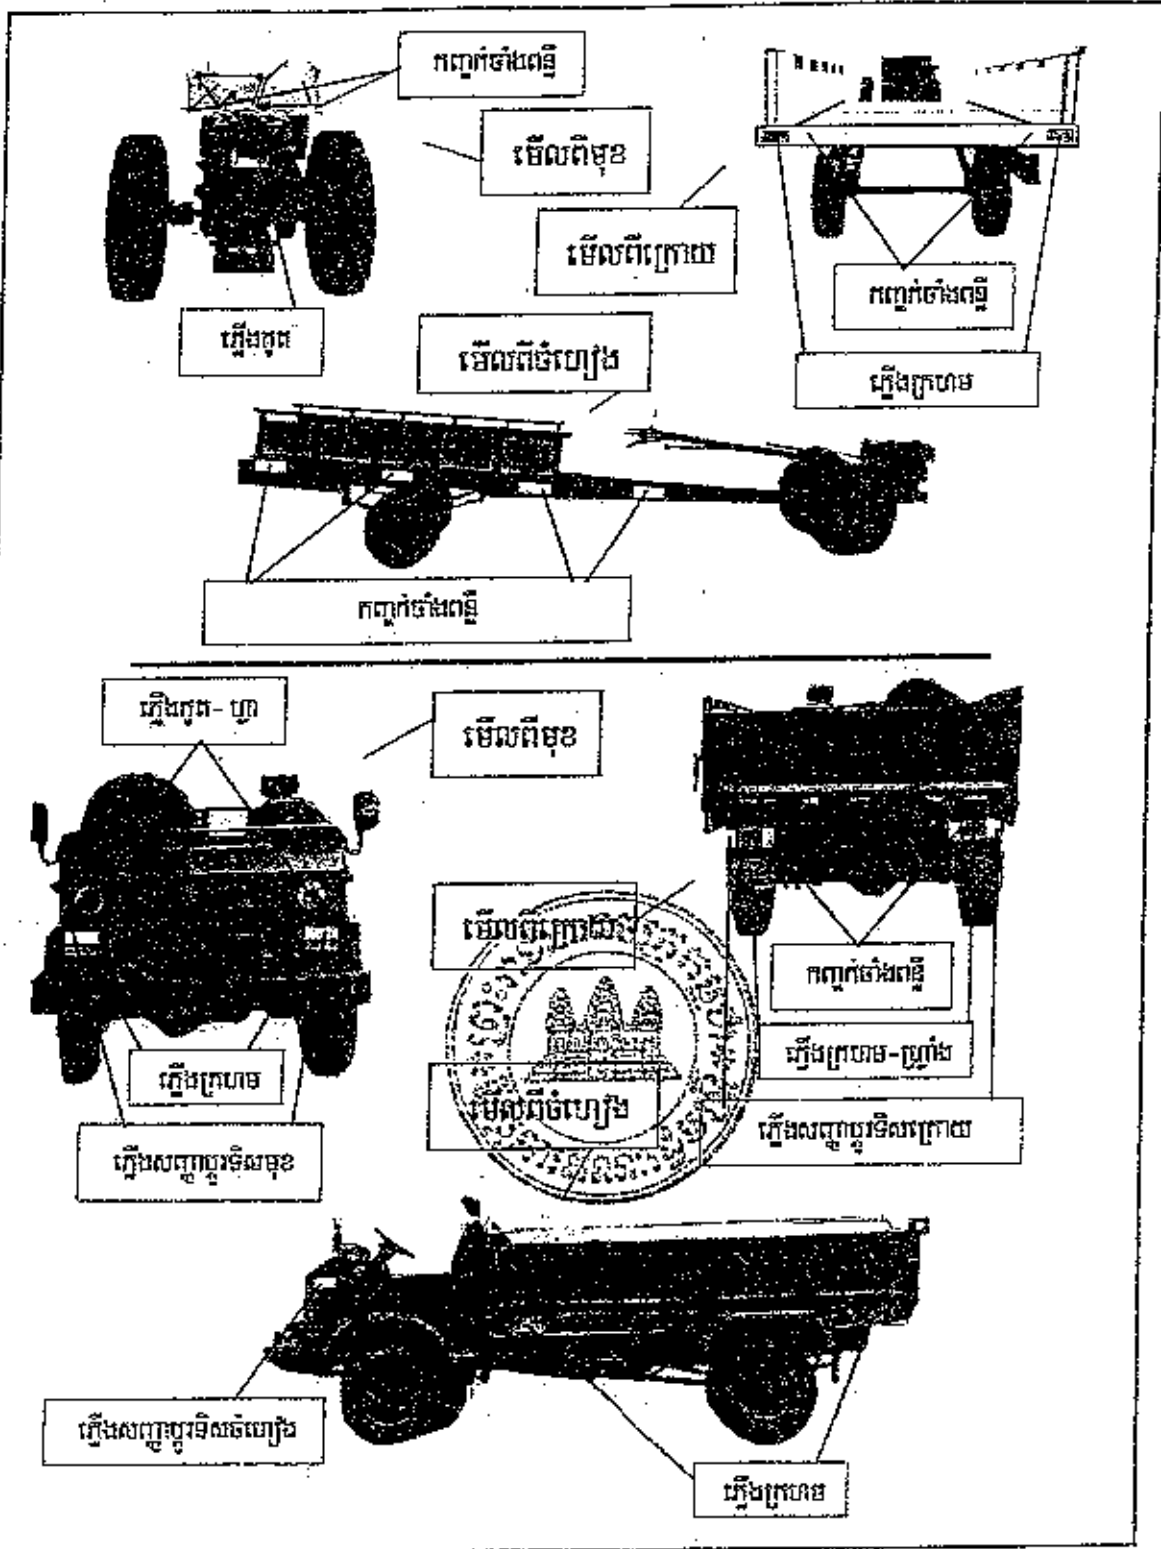 កញ្ចក់ចាំងពន្លឺ
មើលពីមុខ
មើលពីក្រោយ
កញ្ចក់ចាំងពន្លឺ
ភ្លើងកូត
មើលពីចំហៀង
ភ្លើងក្រហម
កញ្ចក់ចាំងពន្លឺ
ភ្លើងកូត-ហ្វា
មើលពីមុខ
មើលពីក្រោយ
កញ្ចក់ចាំងពន្លឺ
ភ្លើងក្រហម-ហ្វ្រាំង
ភ្លើងក្រហម
មើលពីចំហៀង
ភ្លើងសញ្ញាប្តូរទិសក្រោយ
ភ្លើងសញ្ញាប្តូរទិសមុខ
ភ្លើងសញ្ញាប្តូរទិសចំហៀង
ភ្លើងក្រហម